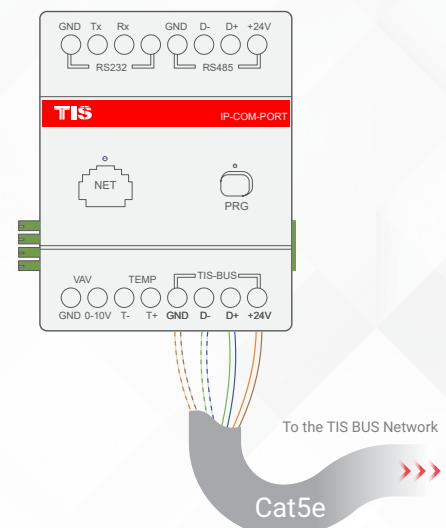 GND Tx Rx GND D- D+ +24V
RS232 RS485
TIS IP-COM-PORT
NET
PRG
VAV TEMP TIS-BUS
GND 0-10V T- T+ GND D- D+ +24V
To the TIS BUS Network
Cat5e